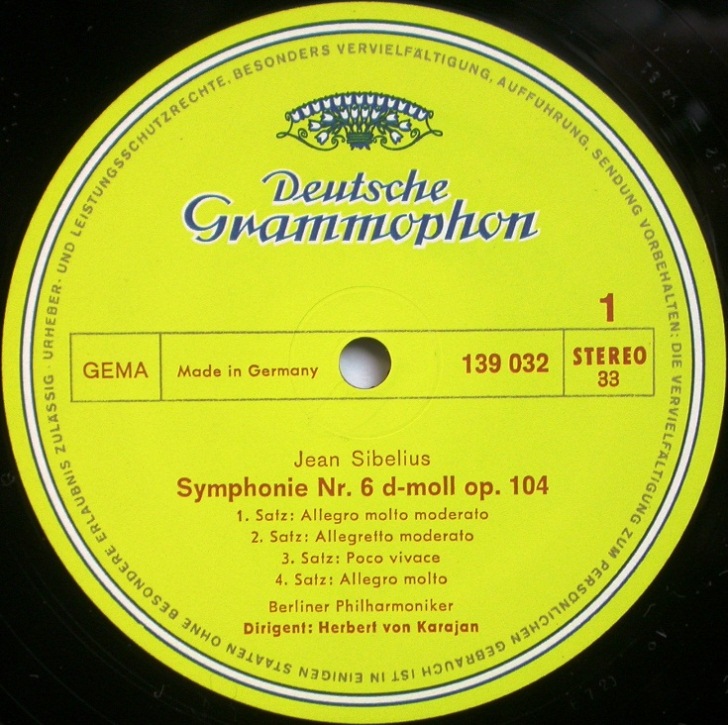 URHEBER- UND LEISTUNGSSCHUTZRECHTE, BESONDERS VERVIELFÄLTIGUNG, AUFFÜHRUNG, SENDUNG VORBEHALTEN; DIE VERVIELFÄLTIGUNG ZUM PERSÖNLICHEN GEBRAUCH IST IN EINIGEN STAATEN OHNE BESONDERE ERLAUBNIS ZULÄSSIG ·
Deutsche
Grammophon
1
GEMA
Made in Germany
139 032
STEREO
33
Jean Sibelius
Symphonie Nr. 6 d-moll op. 104
1. Satz: Allegro molto moderato
2. Satz: Allegretto moderato
3. Satz: Poco vivace
4. Satz: Allegro molto
Berliner Philharmoniker
Dirigent: Herbert von Karajan